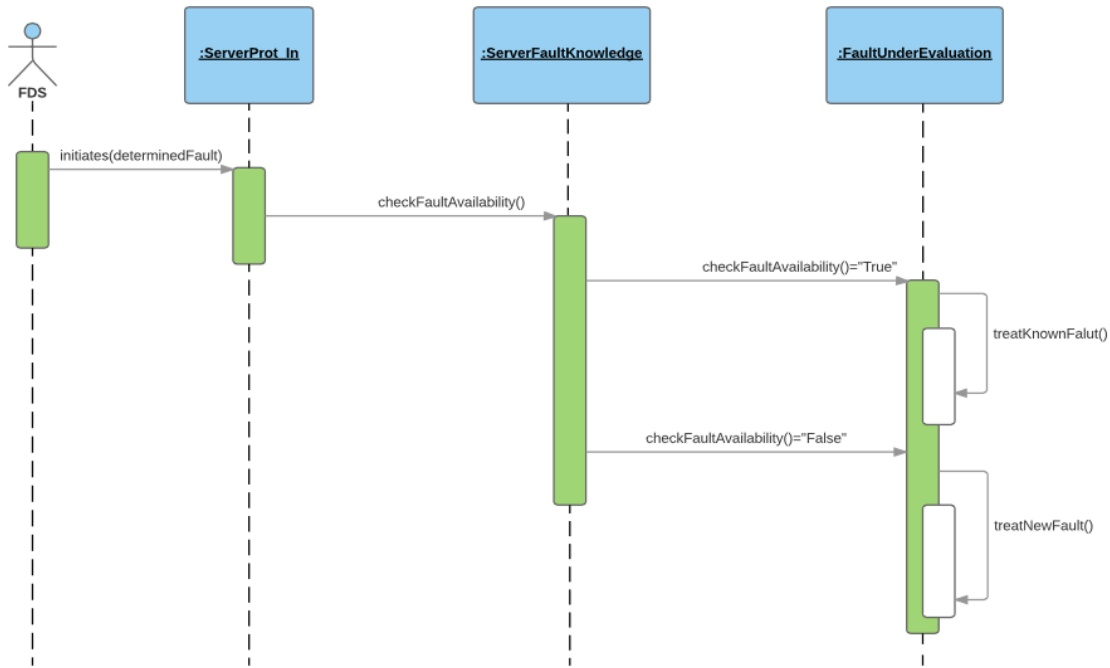 :ServerProt_In
:ServerFaultKnowledge
:FaultUnderEvaluation
FDS
initiates(determinedFault)
checkFaultAvailability()
checkFaultAvailability()="True"
treatKnownFalut()
checkFaultAvailability()="False"
treatNewFault()